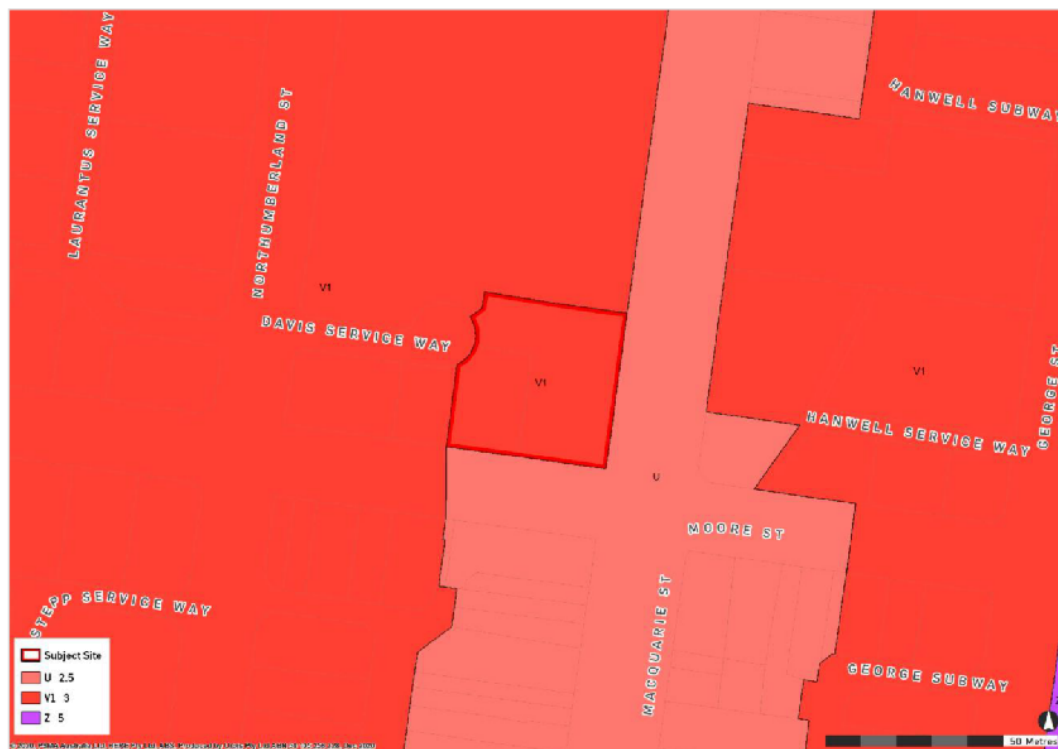 LAURANTUS SERVICE WAY
NORTHUMBERLAND ST
HANWELL SUBWAY
V1
DAVIS SERVICE WAY
V1
V1
GEORGE ST
HANWELL SERVICE WAY
U
MOORE ST
STEPP SERVICE WAY
MACQUARIE ST
GEORGE SUBWAY
Subject Site
U 2.5
V1 3
Z 5
50 Metres